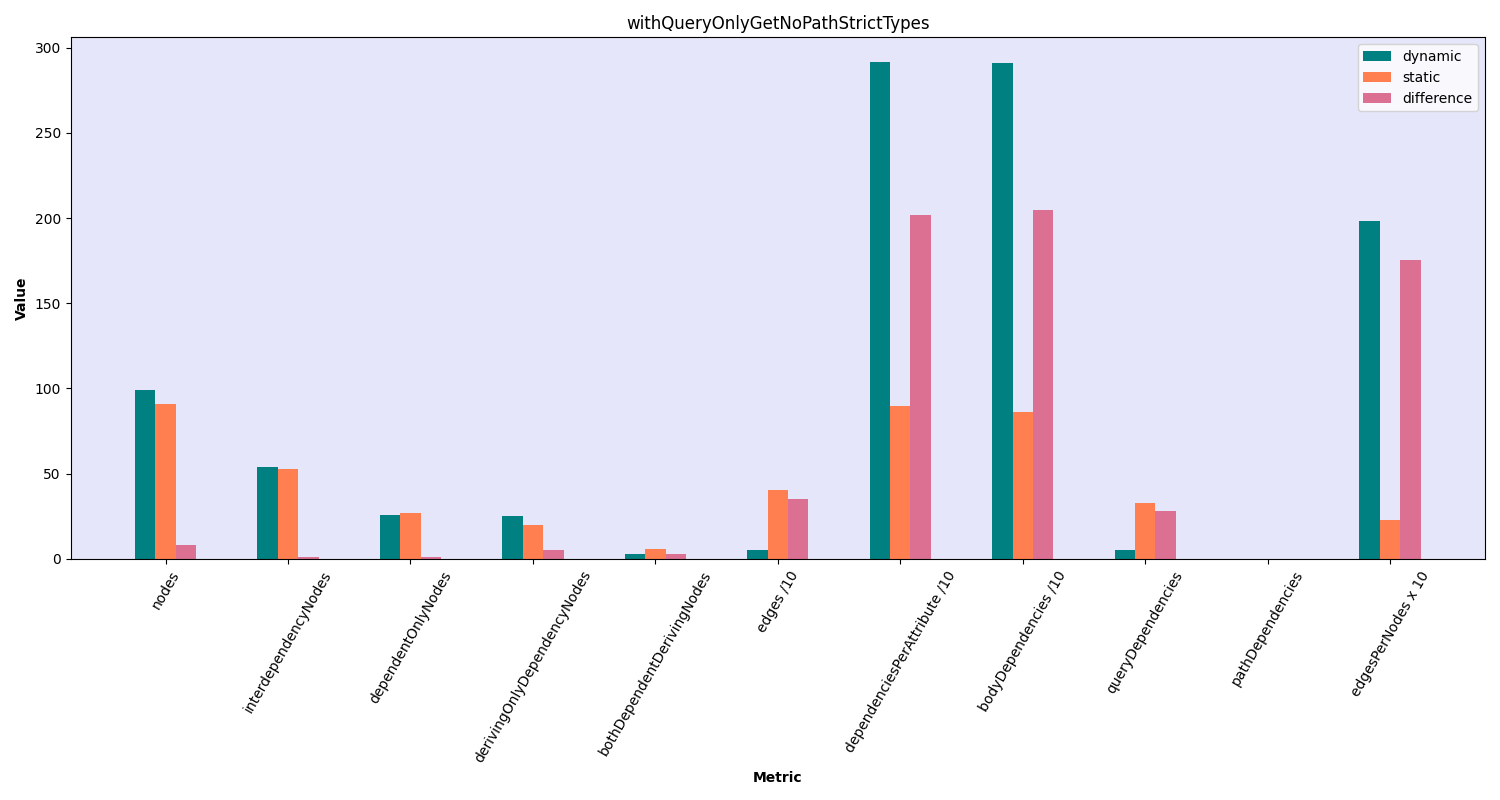 withQueryOnlyGetNoPathStrictTypes
300
250
200
150
100
50
0
Value
dynamic
static
difference
nodes
interdependencyNodes
dependentOnlyNodes
derivingOnlyDependencyNodes
bothDependentDerivingNodes
edges /10
dependenciesPerAttribute /10
bodyDependencies /10
queryDependencies
pathDependencies
edgesPerNodes x 10
Metric